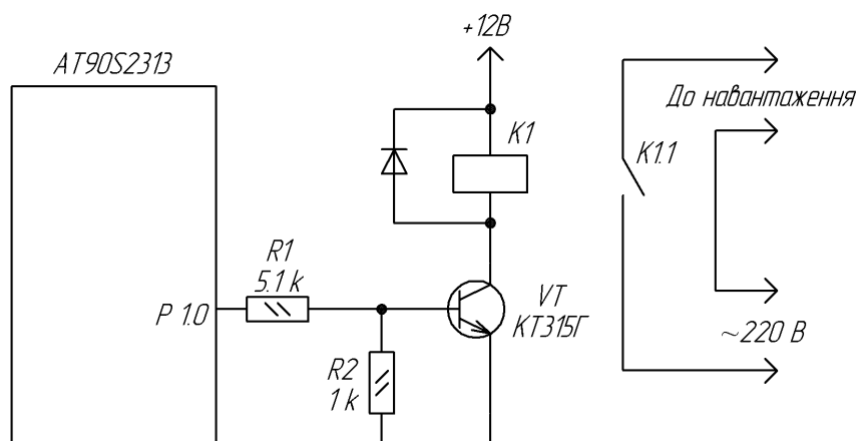 +12В
AT90S2313
До навантаження
K1
K1.1
R1
5.1 k
P 1.0
VT
КТ315Г
~220 В
R2
1 k